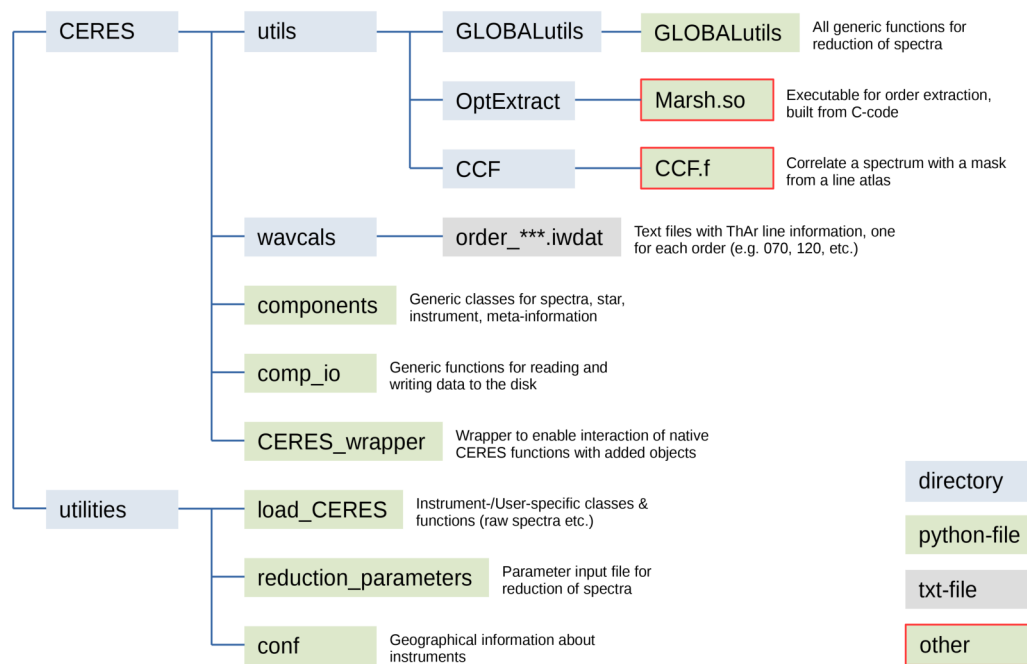 CERES
utils
GLOBALutils
GLOBALutils
All generic functions for
reduction of spectra
OptExtract
Marsh.so
Executable for order extraction,
built from C-code
CCF
CCF.f
Correlate a spectrum with a mask
from a line atlas
wavcals
order_***.iwdat
Text files with ThAr line information, one
for each order (e.g. 070, 120, etc.)
components
Generic classes for spectra, star,
instrument, meta-information
comp_io
Generic functions for reading and
writing data to the disk
CERES_wrapper
Wrapper to enable interaction of native
CERES functions with added objects
utilities
load_CERES
Instrument-/User-specific classes &
functions (raw spectra etc.)
reduction_parameters
Parameter input file for
reduction of spectra
conf
Geographical information about
instruments
directory
python-file
txt-file
other